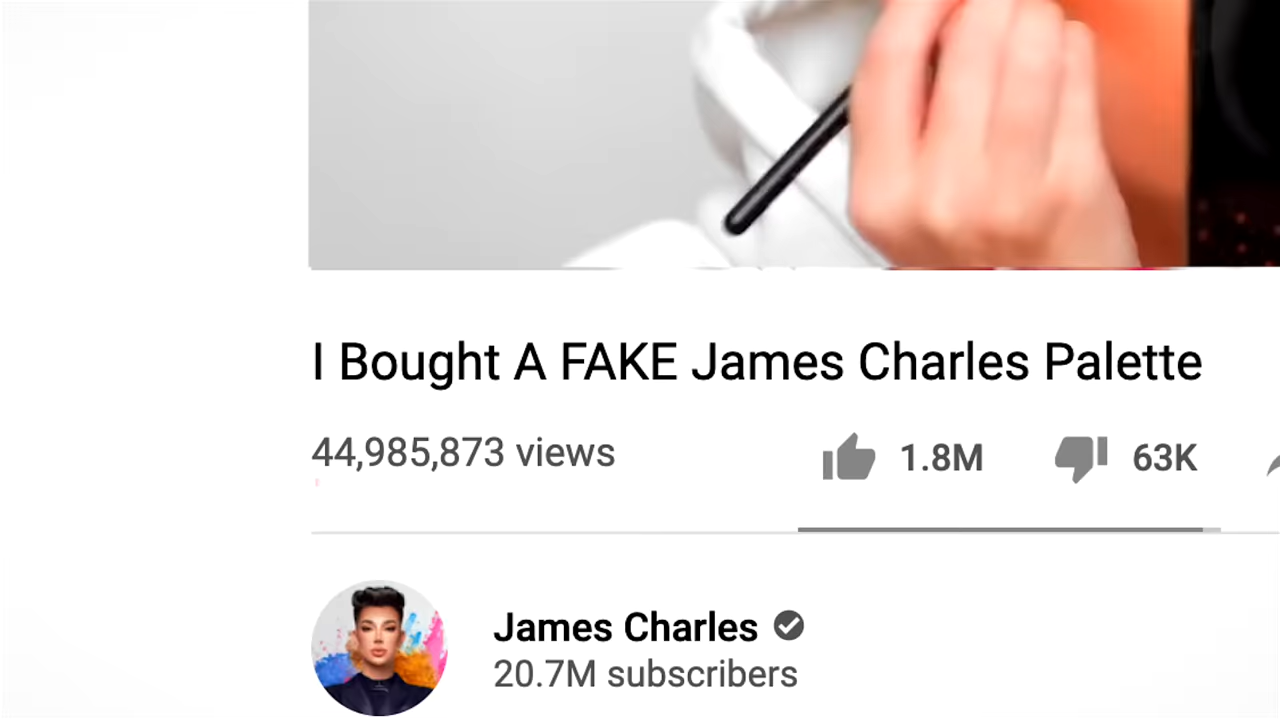 I Bought A FAKE James Charles Palette
44,985,873 views
1.8M
63K
James Charles
20.7M subscribers